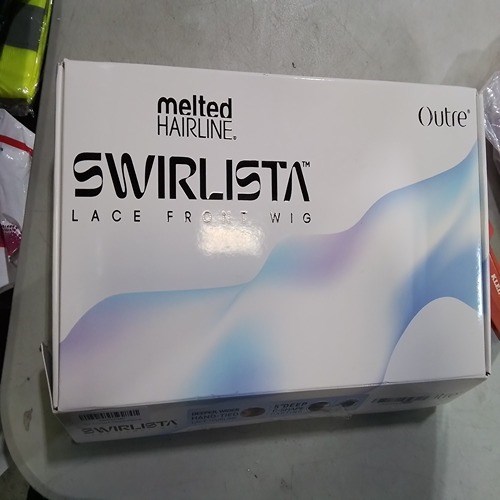 melted
HAIRLINE®
Outre®
SWIRLISTA™
LACE FRONT WIG
SWIRLISTA